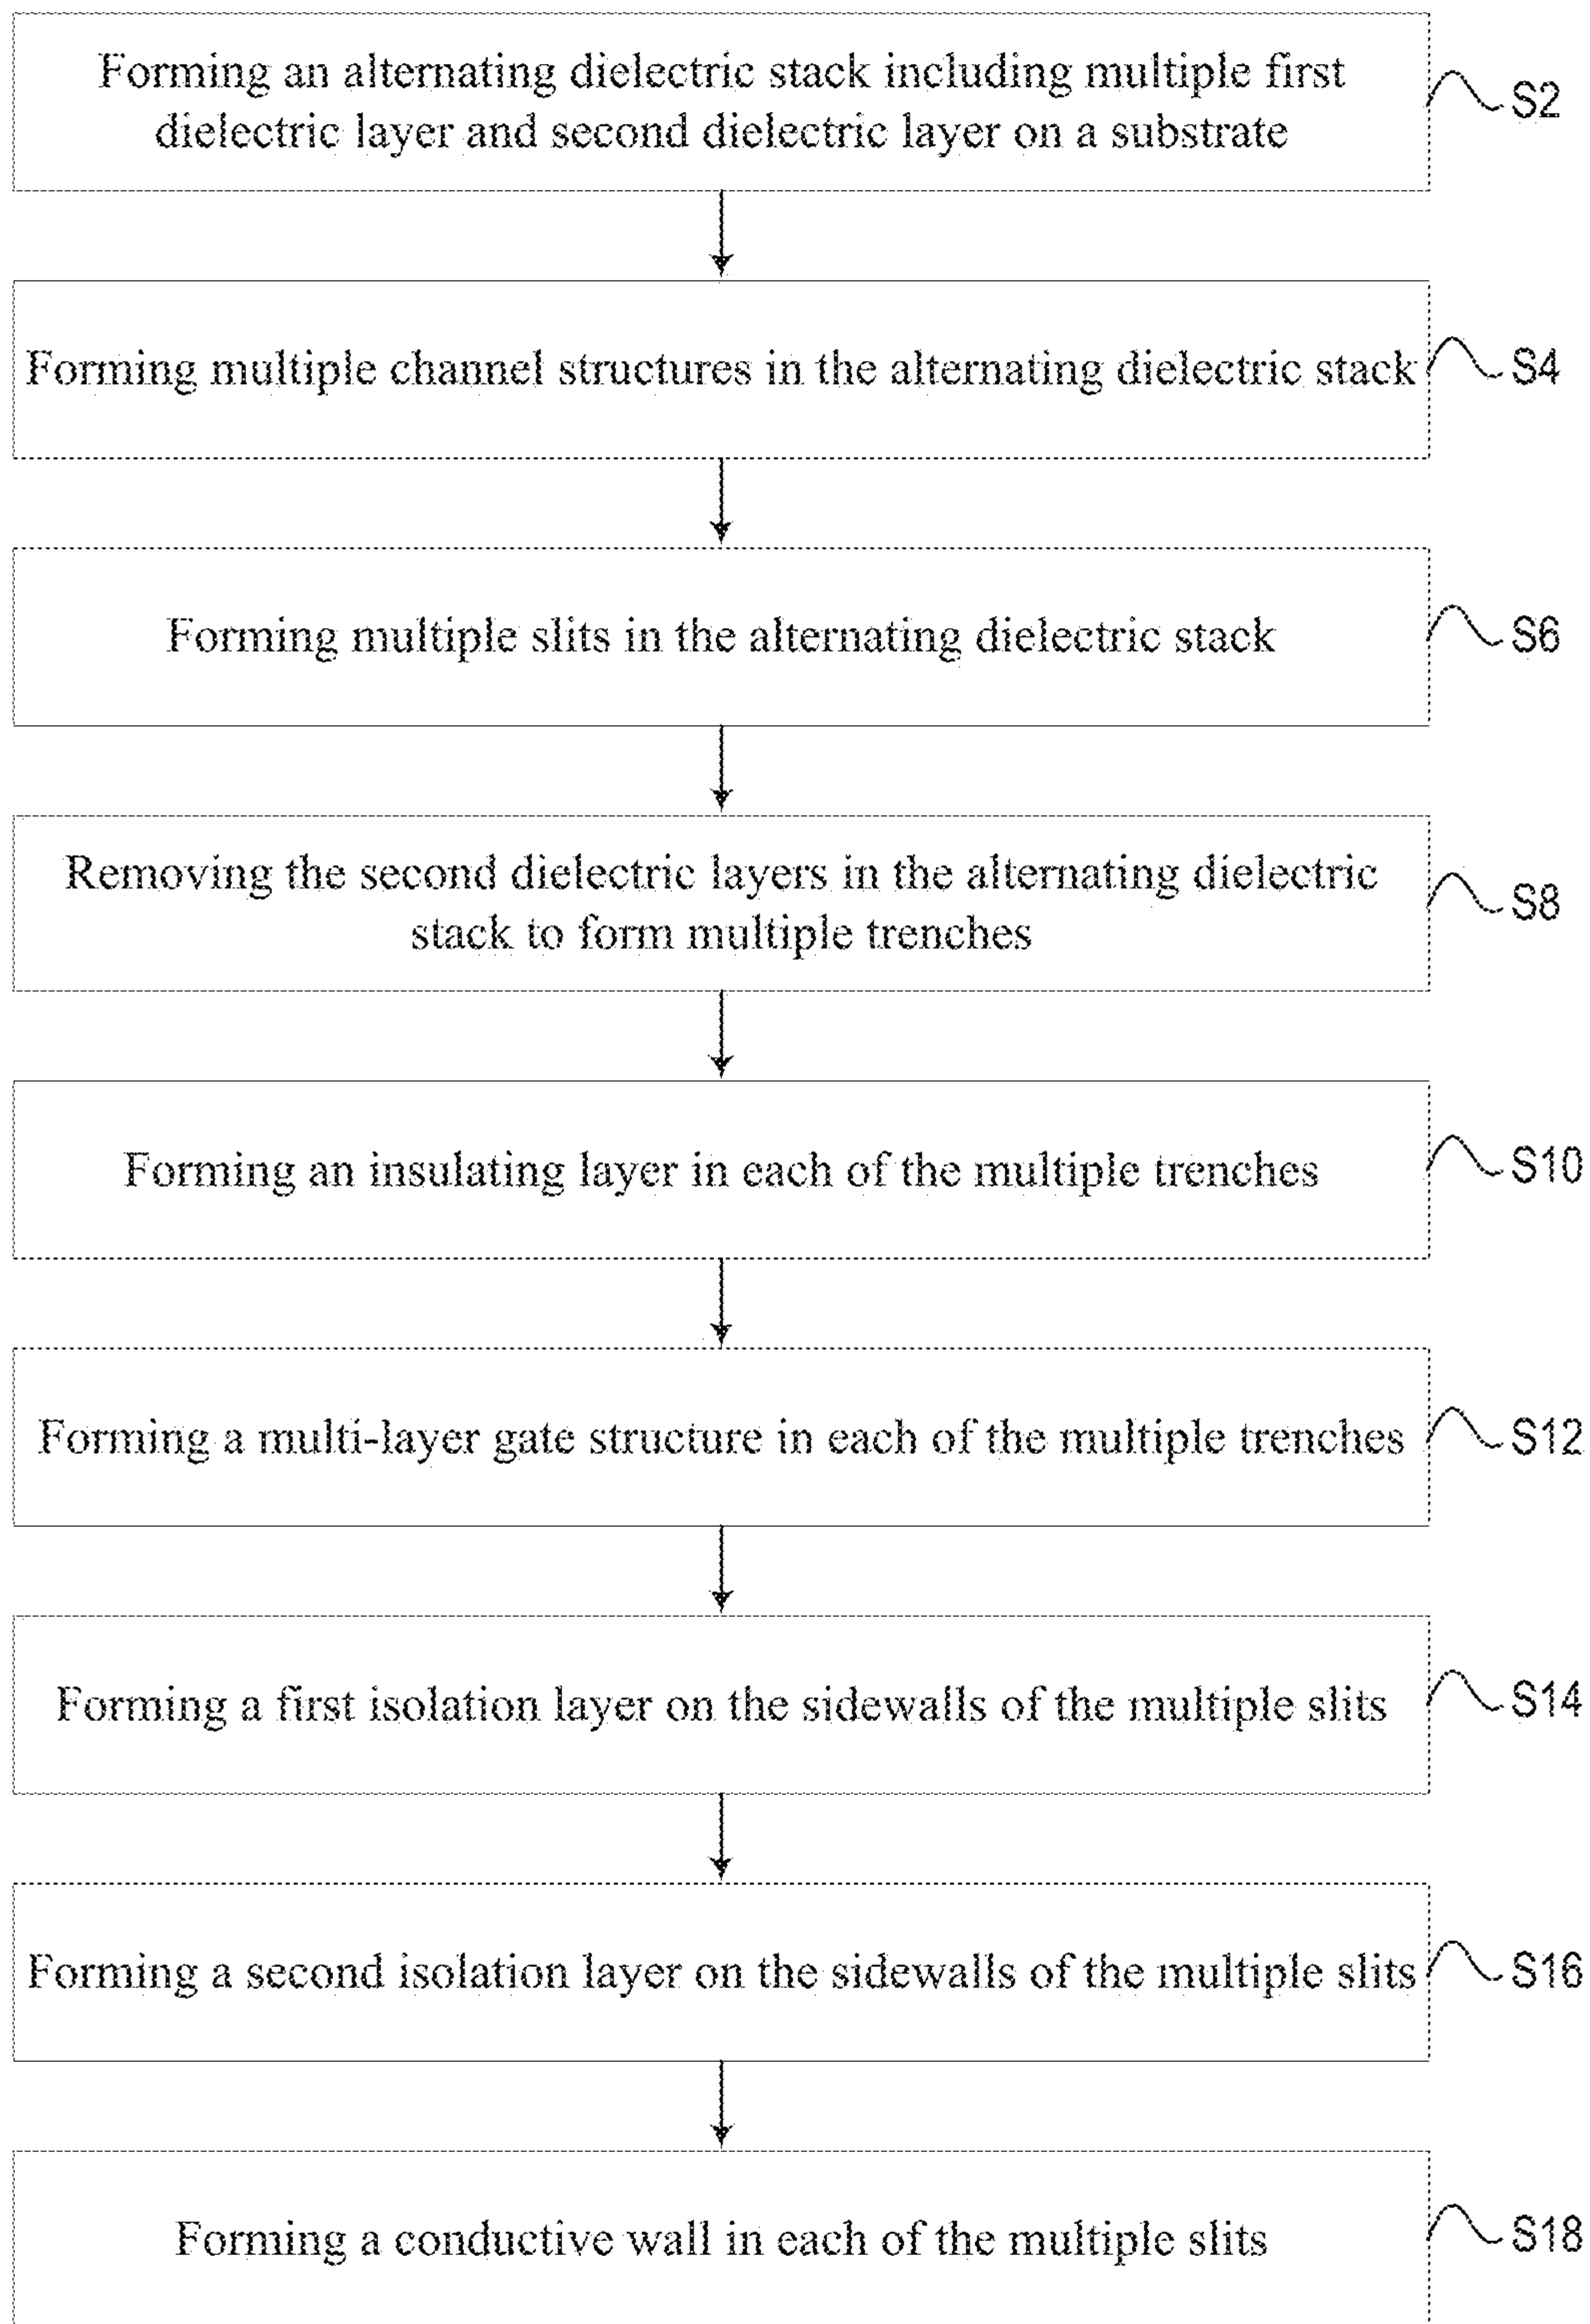 Forming an alternating dielectric stack including multiple first
dielectric layer and second dielectric layer on a substrate
S2
Forming multiple channel structures in the alternating dielectric stack
S4
Forming multiple slits in the alternating dielectric stack
S6
Removing the second dielectric layers in the alternating dielectric
stack to form multiple trenches
S8
Forming an insulating layer in each of the multiple trenches
S10
Forming a multi-layer gate structure in each of the multiple trenches
S12
Forming a first isolation layer on the sidewalls of the multiple slits
S14
Forming a second isolation layer on the sidewalls of the multiple slits
S16
Forming a conductive wall in each of the multiple slits
S18